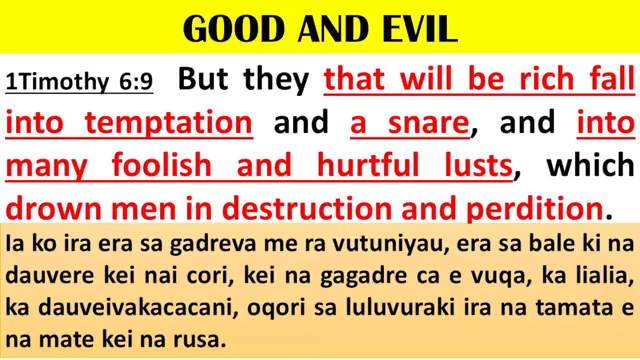 GOOD AND EVIL
1Timothy 6:9 But they that will be rich fall
into temptation and a snare, and into
many foolish and hurtful lusts, which
drown men in destruction and perdition.
Ia ko ira era sa gadreva me ra vutuniyau, era sa bale ki na
dauvere kei nai cori, kei na gagadre ca e vuqa, ka lialia,
ka dauveivakacacani, oqori sa luluvuraki ira na tamata e
na mate kei na rusa.